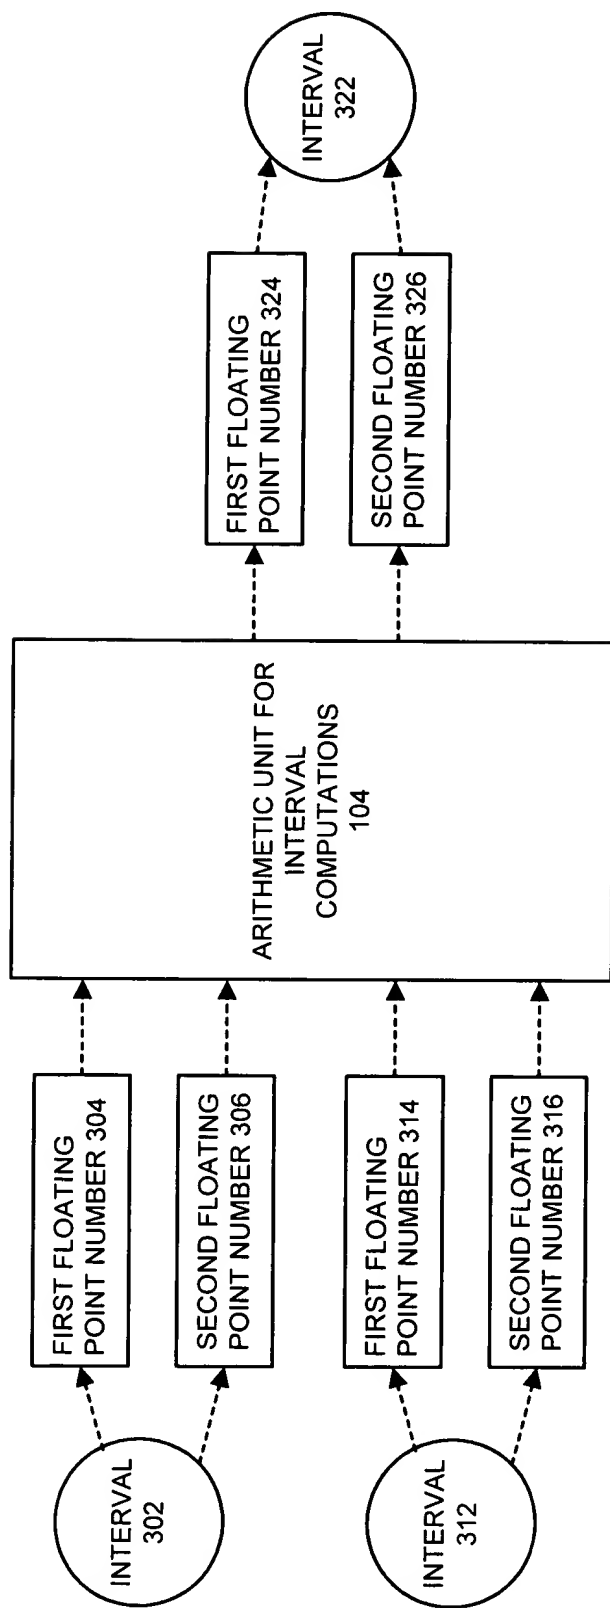 INTERVAL
302
FIRST FLOATING
POINT NUMBER 304
SECOND FLOATING
POINT NUMBER 306
INTERVAL
312
FIRST FLOATING
POINT NUMBER 314
SECOND FLOATING
POINT NUMBER 316
ARITHMETIC UNIT FOR
INTERVAL
COMPUTATIONS
104
FIRST FLOATING
POINT NUMBER 324
SECOND FLOATING
POINT NUMBER 326
INTERVAL
322